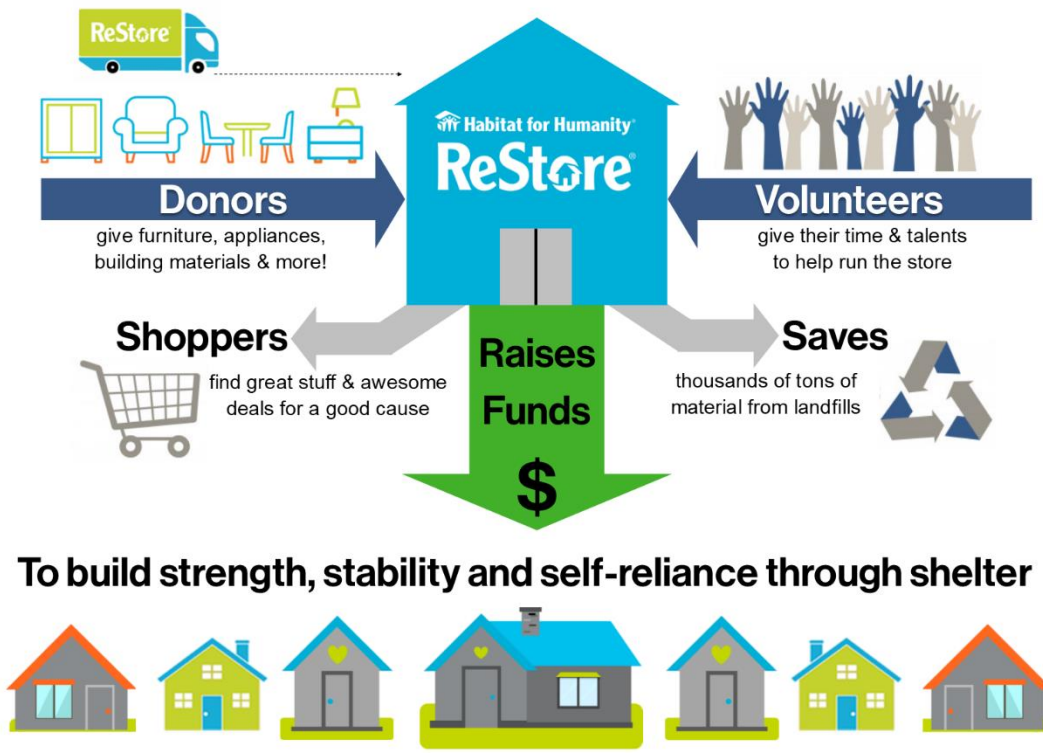 ReStore®
Habitat for Humanity®
ReStore®
Donors
give furniture, appliances,
building materials & more!
Volunteers
give their time & talents
to help run the store
Shoppers
find great stuff & awesome
deals for a good cause
Raises
Funds
$
Saves
thousands of tons of
material from landfills
To build strength, stability and self-reliance through shelter